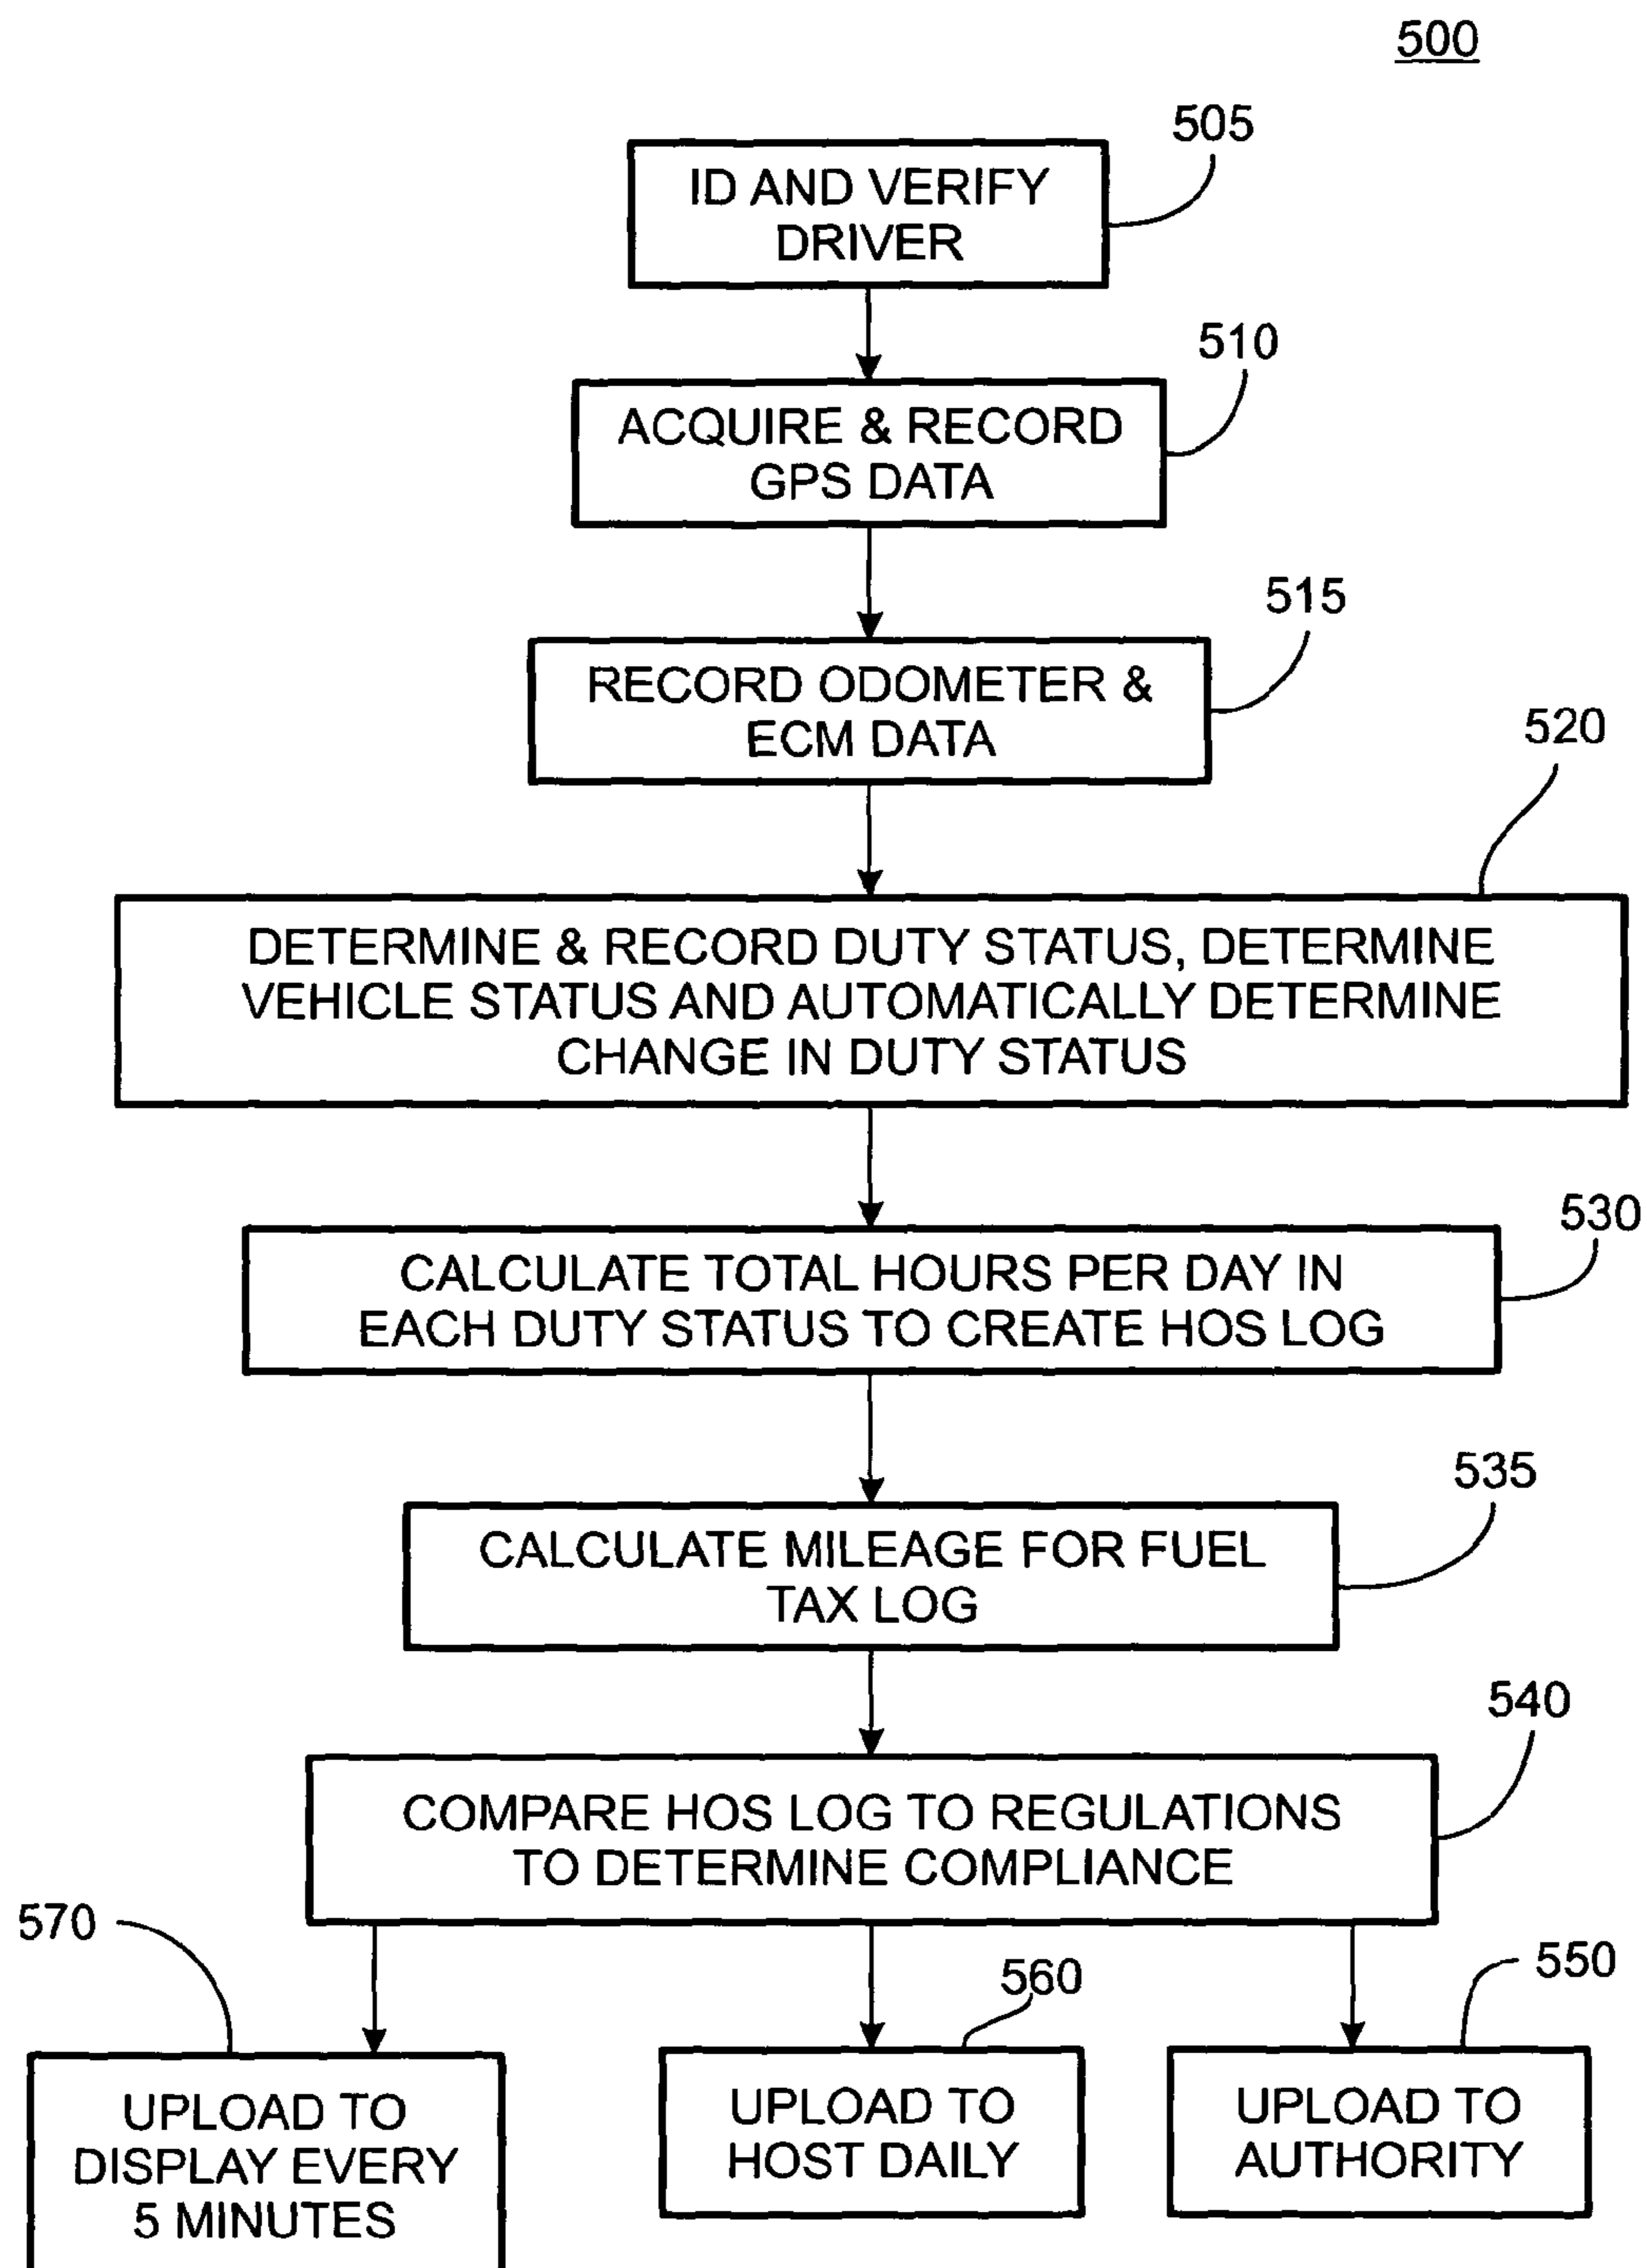 500
505
ID AND VERIFY
DRIVER
510
ACQUIRE & RECORD
GPS DATA
515
RECORD ODOMETER &
ECM DATA
520
DETERMINE & RECORD DUTY STATUS, DETERMINE
VEHICLE STATUS AND AUTOMATICALLY DETERMINE
CHANGE IN DUTY STATUS
530
CALCULATE TOTAL HOURS PER DAY IN
EACH DUTY STATUS TO CREATE HOS LOG
535
CALCULATE MILEAGE FOR FUEL
TAX LOG
540
COMPARE HOS LOG TO REGULATIONS
TO DETERMINE COMPLIANCE
570
UPLOAD TO
DISPLAY EVERY
5 MINUTES
560
UPLOAD TO
HOST DAILY
550
UPLOAD TO
AUTHORITY